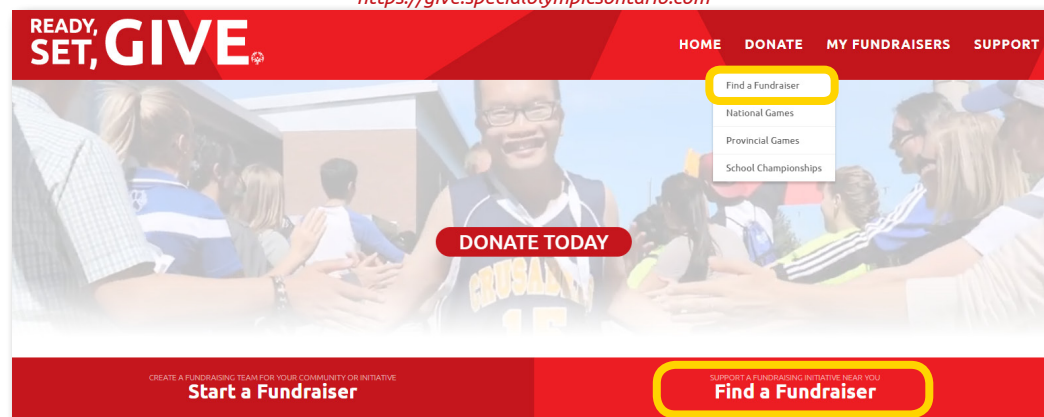 https://give.specialolympicsontario.com
READY,
SET, GIVE
HOME DONATE MY FUNDRAISERS SUPPORT
Find a Fundraiser
National Games
Provincial Games
School Championships
DONATE TODAY
CRUSADERS
15
CREATE A FUNDRAISING TEAM FOR YOUR COMMUNITY OR INITIATIVE
Start a Fundraiser
SUPPORT A FUNDRAISING INITIATIVE NEAR YOU
Find a Fundraiser